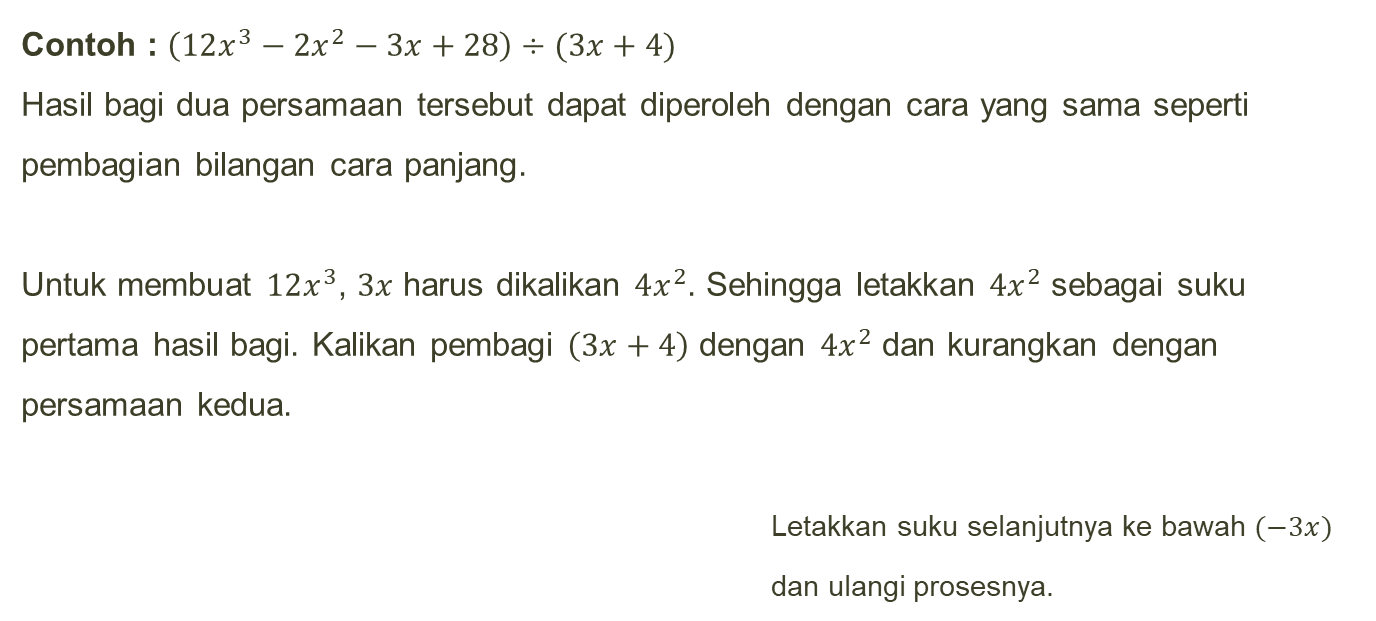 Contoh : (12x³ − 2x² − 3x + 28) ÷ (3x + 4)
Hasil bagi dua persamaan tersebut dapat diperoleh dengan cara yang sama seperti
pembagian bilangan cara panjang.
Untuk membuat 12x³, 3x harus dikalikan 4x². Sehingga letakkan 4x² sebagai suku
pertama hasil bagi. Kalikan pembagi (3x + 4) dengan 4x² dan kurangkan dengan
persamaan kedua.
Letakkan suku selanjutnya ke bawah (−3x)
dan ulangi prosesnya.